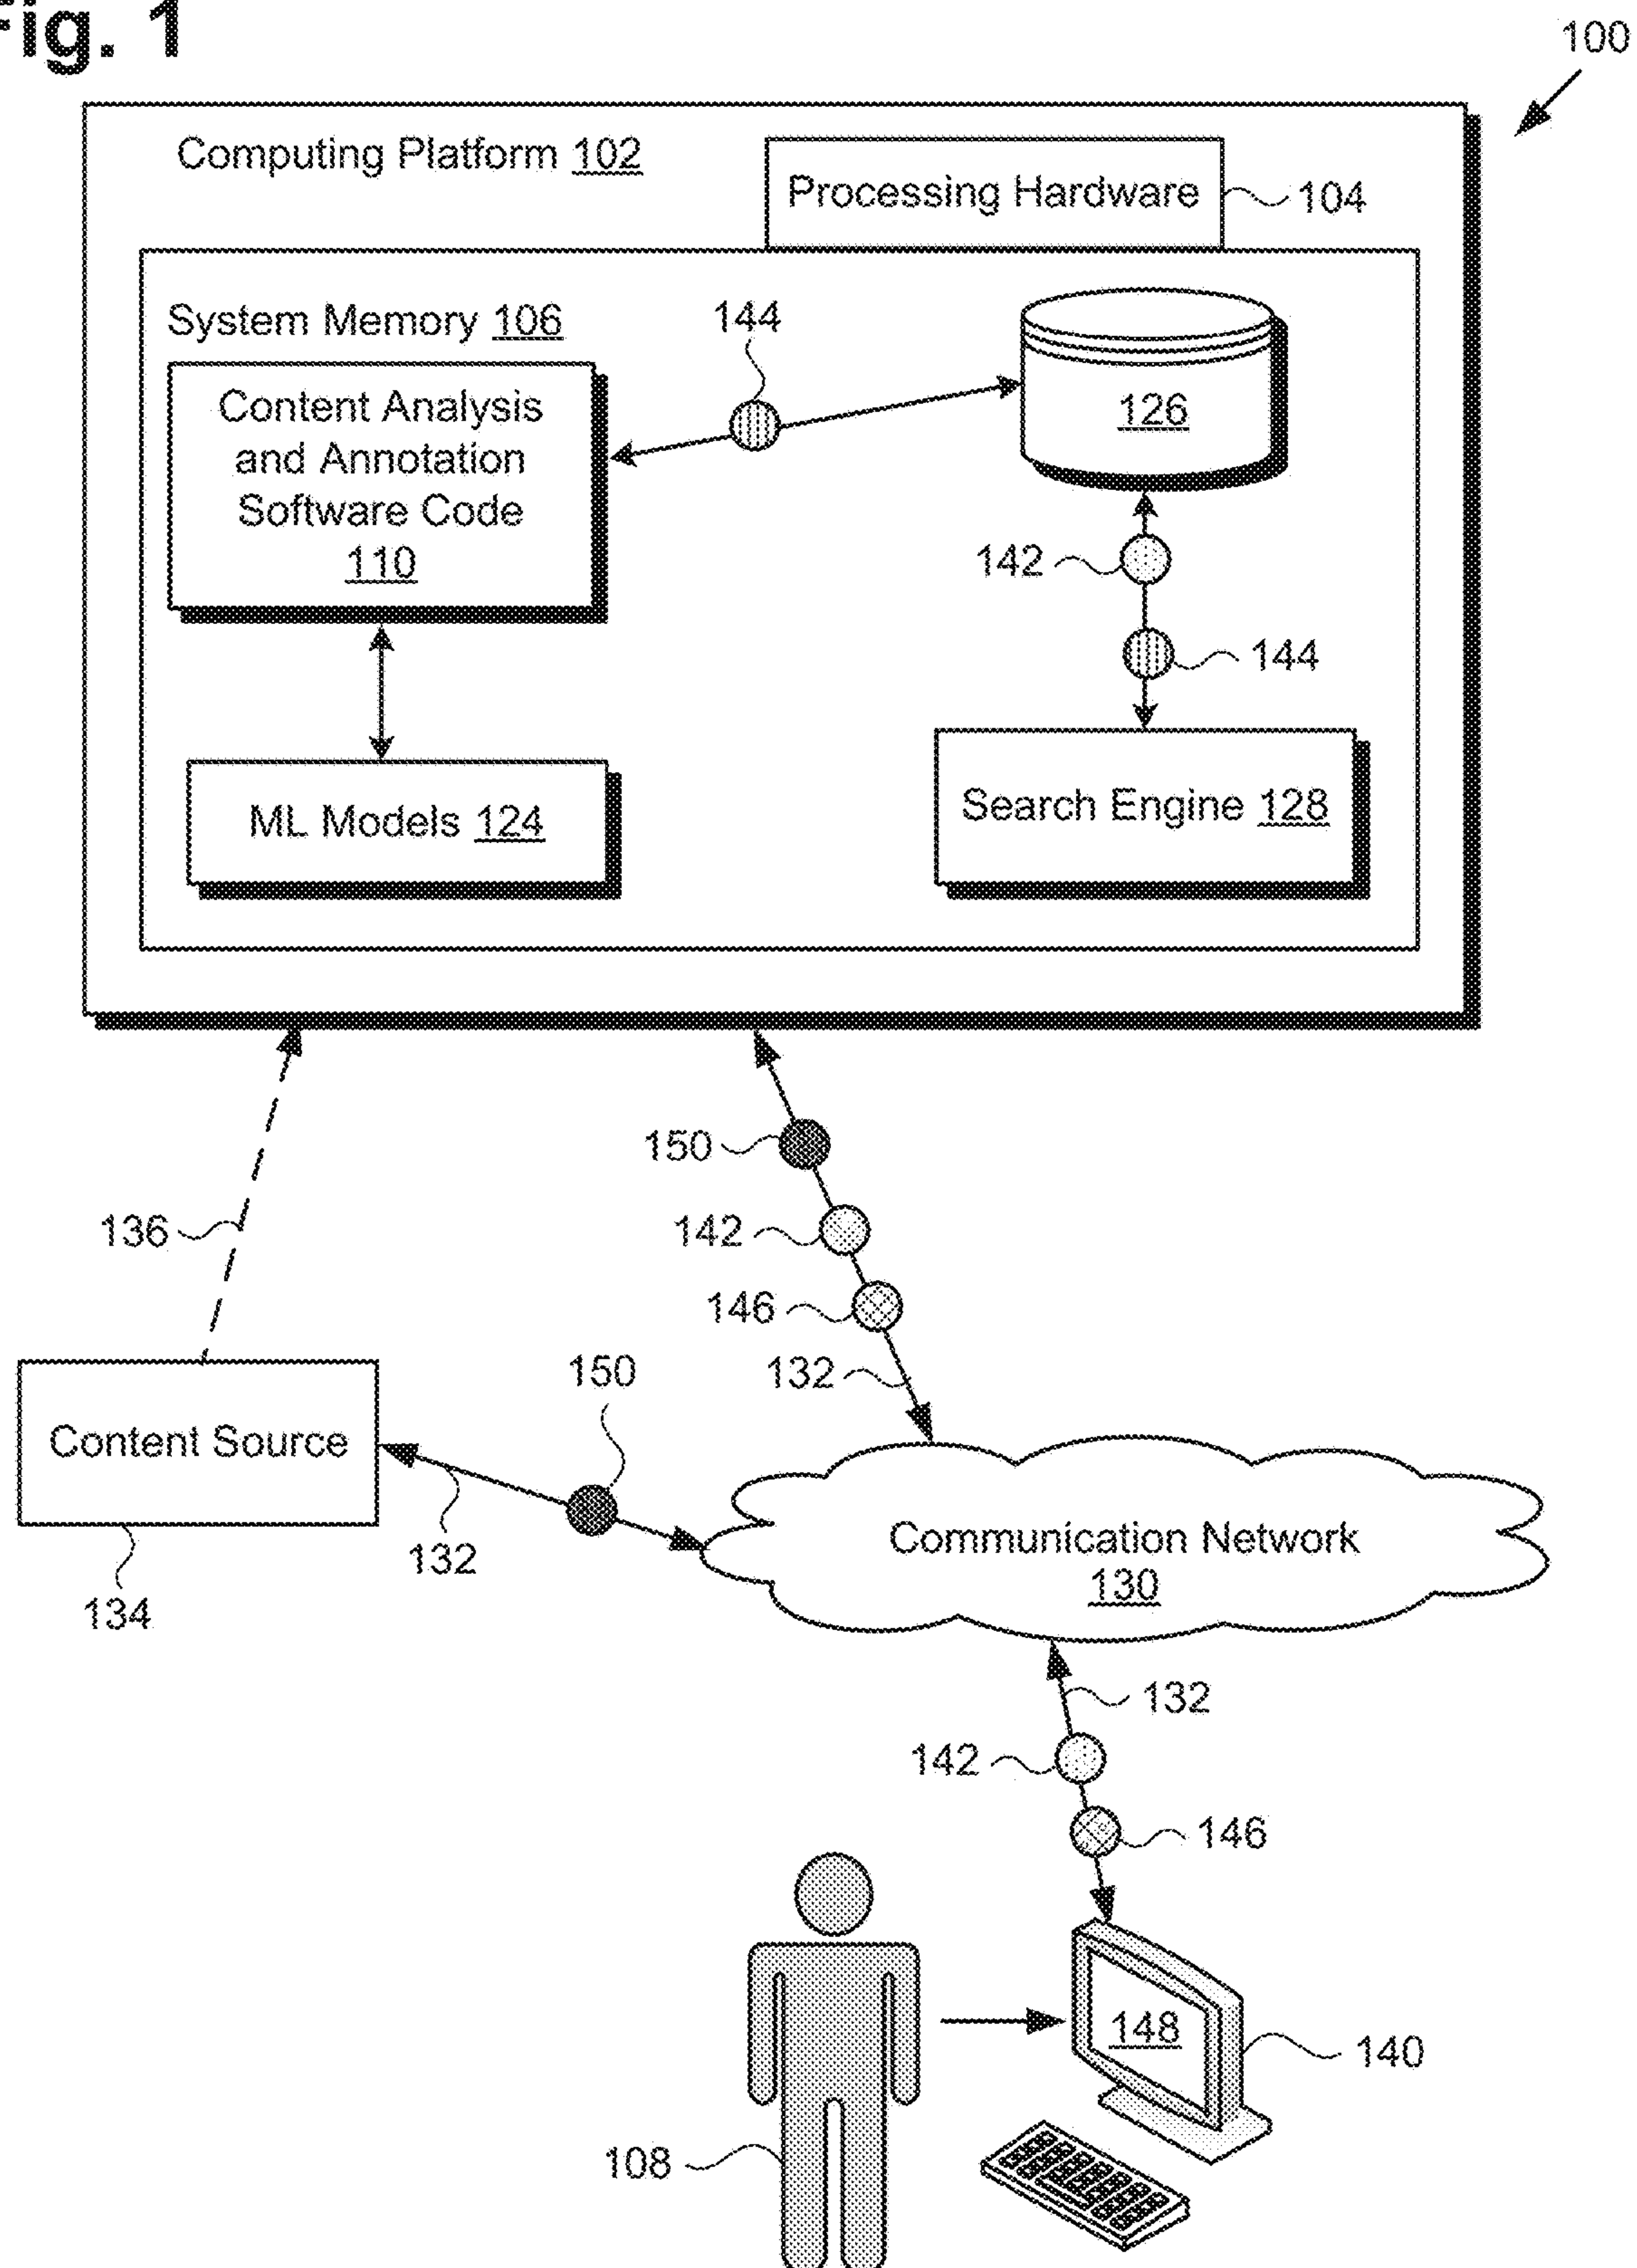 Fig. 1
100
Computing Platform 102
Processing Hardware
104
System Memory 106
144
Content Analysis
and Annotation
Software Code
110
126
142
144
ML Models 124
Search Engine 128
150
136
142
146
132
150
Content Source
132
134
Communication Network
130
132
142
146
148
140
108